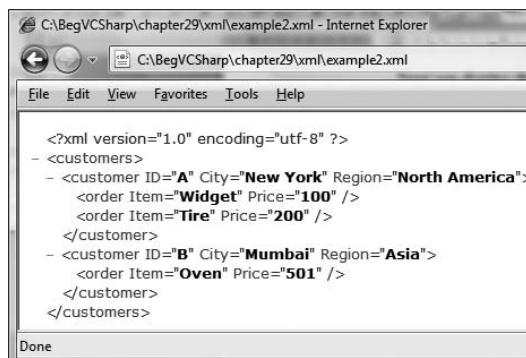 C:\BegVCSharp\chapter29\xml\example2.xml - Internet Explorer
C:\BegVCSharp\chapter29\xml\example2.xml
File Edit View Favorites Tools Help
<?xml version="1.0" encoding="utf-8" ?>
- <customers>
- <customer ID="A" City="New York" Region="North America">
<order Item="Widget" Price="100" />
<order Item="Tire" Price="200" />
</customer>
- <customer ID="B" City="Mumbai" Region="Asia">
<order Item="Oven" Price="501" />
</customer>
</customers>
Done